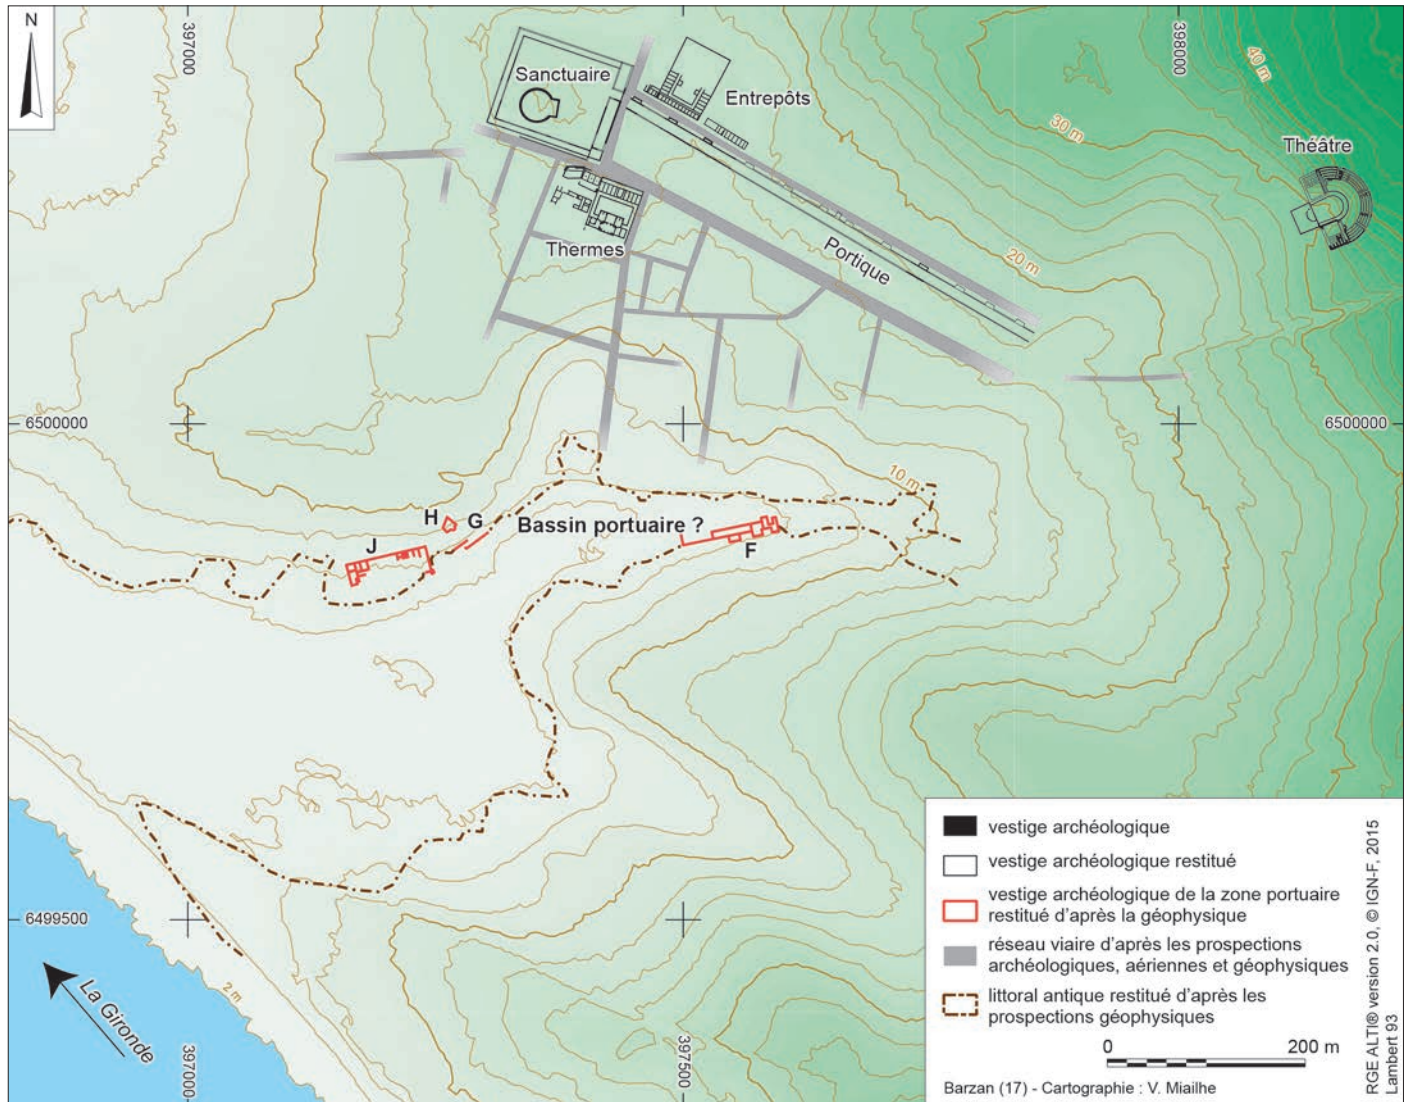 N
397000
398000
40 m
Sanctuaire
Entrepôts
30 m
Théâtre
Thermes
Portique
20 m
6500000
6500000
10 m
H
G
Bassin portuaire ?
J
F
6499500
2 m
La Gironde
397000
397500
vestige archéologique
vestige archéologique restitué
vestige archéologique de la zone portuaire
restitué d'après la géophysique
réseau viaire d'après les prospections
archéologiques, aériennes et géophysiques
littoral antique restitué d'après les
prospections géophysiques
0
200 m
Barzan (17) - Cartographie : V. Miailhe
RGE ALTI® version 2.0, © IGN-F, 2015
Lambert 93